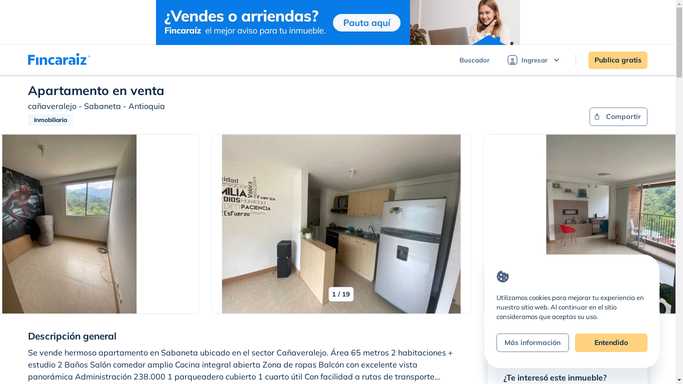 ¿Vendes o arriendas?
Fincaraíz el mejor aviso para tu inmueble.
Pauta aquí
Fincaraíz
Buscador
Ingresar
Publica gratis
Apartamento en venta
cañaveralejo - Sabaneta - Antioquia
Inmobiliaria
Compartir
MILIA
DIOS
PACIENCIA
Esfuerzo
1 / 19
Utilizamos cookies para mejorar tu experiencia en
nuestro sitio web. Al continuar en el sitio
consideramos que aceptas su uso.
Más información
Entendido
Descripción general
Se vende hermoso apartamento en Sabaneta ubicado en el sector Cañaveralejo. Área 65 metros 2 habitaciones +
estudio 2 Baños Salón comedor amplio Cocina integral abierta Zona de ropas Balcón con excelente vista
panorámica Administración 238.000 1 parqueadero cubierto 1 cuarto útil Con facilidad a rutas de transporte...
¿Te interesó este inmueble?